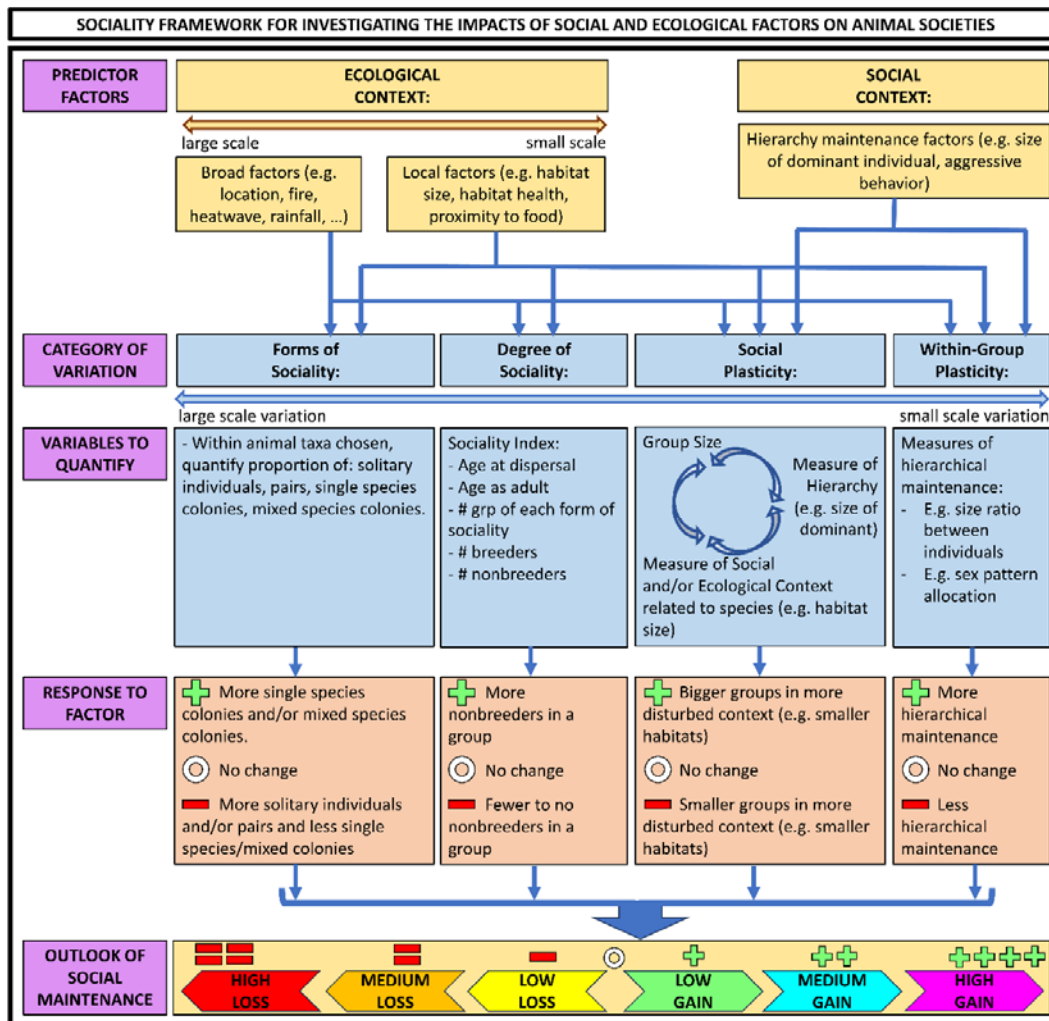 SOCIALITY FRAMEWORK FOR INVESTIGATING THE IMPACTS OF SOCIAL AND ECOLOGICAL FACTORS ON ANIMAL SOCIETIES
PREDICTOR
FACTORS
ECOLOGICAL
CONTEXT:
SOCIAL
CONTEXT:
large scale
small scale
Broad factors (e.g.
location, fire,
heatwave, rainfall, ...)
Local factors (e.g. habitat
size, habitat health,
proximity to food)
Hierarchy maintenance factors (e.g. size
of dominant individual, aggressive
behavior)
CATEGORY OF
VARIATION
Forms of
Sociality:
Degree of
Sociality:
Social
Plasticity:
Within-Group
Plasticity:
large scale variation
small scale variation
VARIABLES TO
QUANTIFY
- Within animal taxa chosen,
quantify proportion of: solitary
individuals, pairs, single species
colonies, mixed species colonies.
Sociality Index:
- Age at dispersal
- Age as adult
- # grp of each form of
sociality
- # breeders
- # nonbreeders
Group Size
Measure of
Hierarchy
(e.g. size of
dominant)
Measure of Social
and/or Ecological Context
related to species (e.g. habitat
size)
Measures of
hierarchical
maintenance:
- E.g. size ratio
between
individuals
- E.g. sex pattern
allocation
RESPONSE TO
FACTOR
More single species
colonies and/or mixed species
colonies.
No change
More solitary individuals
and/or pairs and less single
species/mixed colonies
More
nonbreeders in a
group
No change
Fewer to no
nonbreeders in a
group
Bigger groups in more
disturbed context (e.g. smaller
habitats)
No change
Smaller groups in more
disturbed context (e.g. smaller
habitats)
More
hierarchical
maintenance
No change
Less
hierarchical
maintenance
OUTLOOK OF
SOCIAL
MAINTENANCE
HIGH
LOSS
MEDIUM
LOSS
LOW
LOSS
LOW
GAIN
MEDIUM
GAIN
HIGH
GAIN